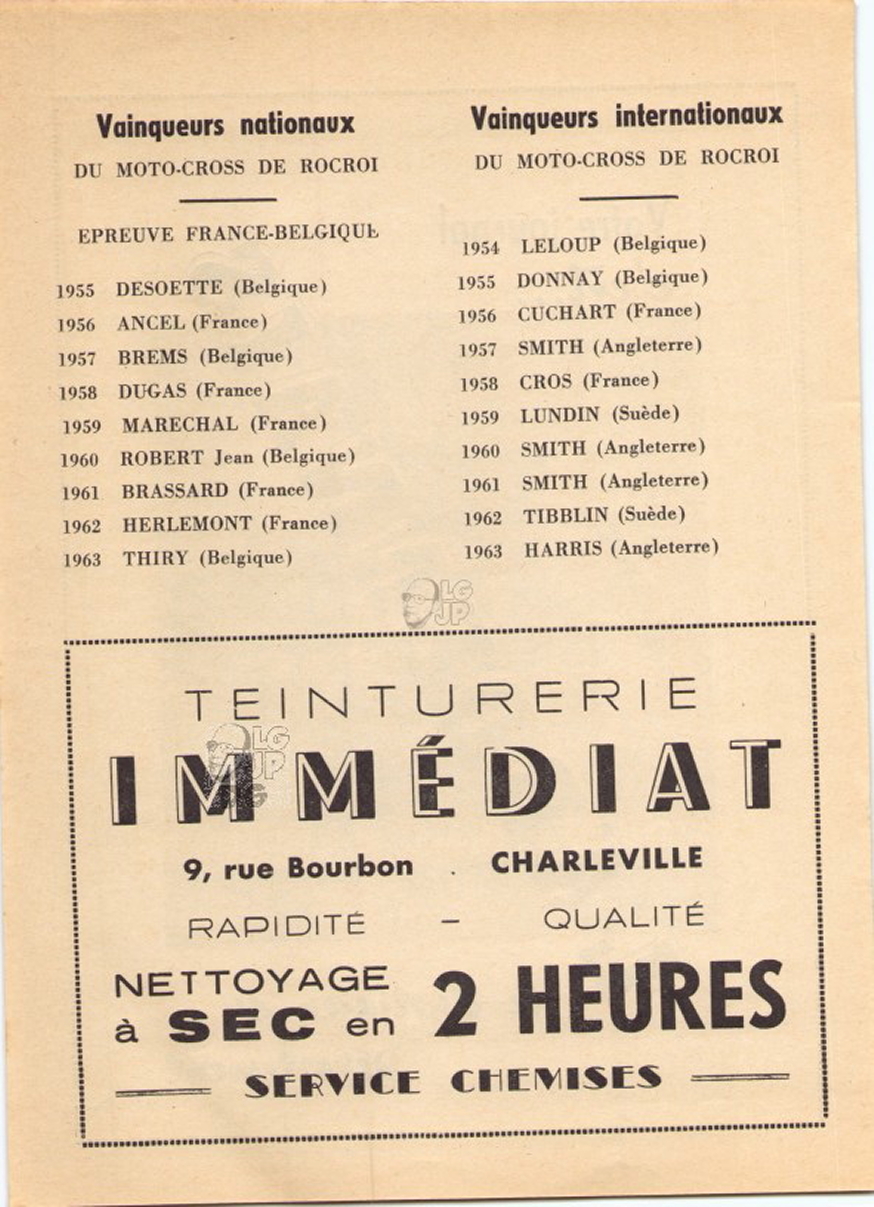 Vainqueurs nationaux
DU MOTO-CROSS DE ROCROI
EPREUVE FRANCE-BELGIQUE
1955 DESOETTE (Belgique)
1956 ANCEL (France)
1957 BREMS (Belgique)
1958 DUGAS (France)
1959 MARECHAL (France)
1960 ROBERT Jean (Belgique)
1961 BRASSARD (France)
1962 HERLEMONT (France)
1963 THIRY (Belgique)
Vainqueurs internationaux
DU MOTO-CROSS DE ROCROI
1954 LELOUP (Belgique)
1955 DONNAY (Belgique)
1956 CUCHART (France)
1957 SMITH (Angleterre)
1958 CROS (France)
1959 LUNDIN (Suède)
1960 SMITH (Angleterre)
1961 SMITH (Angleterre)
1962 TIBBLIN (Suède)
1963 HARRIS (Angleterre)
LG
JP
TEINTURERIE
IMMÉDIAT
9, rue Bourbon . CHARLEVILLE
RAPIDITÉ - QUALITÉ
NETTOYAGE
à SEC en 2 HEURES
SERVICE CHEMISES